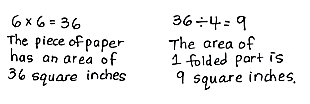 6 × 6 = 36
The piece of paper
has an area of
36 square inches
36 ÷ 4 = 9
The area of
1 folded part is
9 square inches.